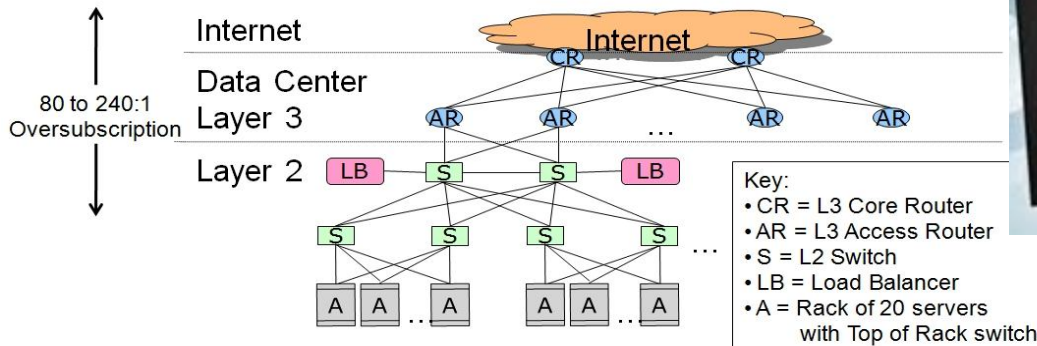 Internet
Internet
CR
CR
Data Center
80 to 240:1
Oversubscription
Layer 3
AR
AR
...
AR
AR
Layer 2
LB
S
S
LB
S
S
S
S
...
A
A
...
A
A
A
...
A
Key:
• CR = L3 Core Router
• AR = L3 Access Router
• S = L2 Switch
• LB = Load Balancer
• A = Rack of 20 servers
with Top of Rack switch